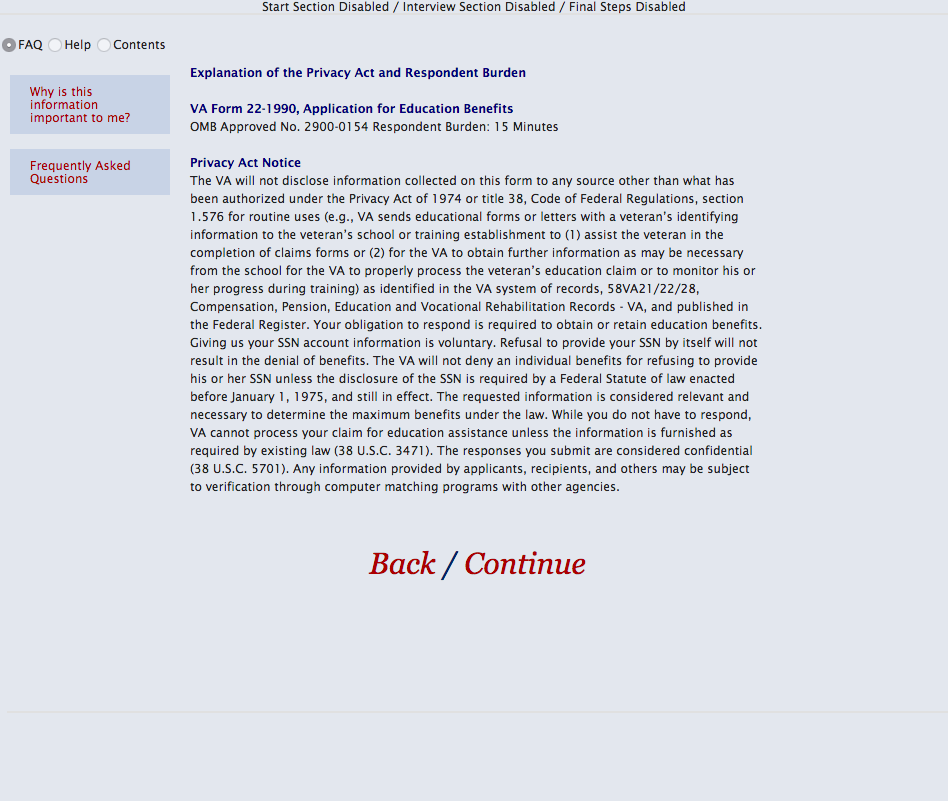 Start Section Disabled / Interview Section Disabled / Final Steps Disabled
FAQ Help Contents
Why is this
information
important to me?
Frequently Asked
Questions
Explanation of the Privacy Act and Respondent Burden
VA Form 22-1990, Application for Education Benefits
OMB Approved No. 2900-0154 Respondent Burden: 15 Minutes
Privacy Act Notice
The VA will not disclose information collected on this form to any source other than what has
been authorized under the Privacy Act of 1974 or title 38, Code of Federal Regulations, section
1.576 for routine uses (e.g., VA sends educational forms or letters with a veteran's identifying
information to the veteran's school or training establishment to (1) assist the veteran in the
completion of claims forms or (2) for the VA to obtain further information as may be necessary
from the school for the VA to properly process the veteran's education claim or to monitor his or
her progress during training) as identified in the VA system of records, 58VA21/22/28,
Compensation, Pension, Education and Vocational Rehabilitation Records - VA, and published in
the Federal Register. Your obligation to respond is required to obtain or retain education benefits.
Giving us your SSN account information is voluntary. Refusal to provide your SSN by itself will not
result in the denial of benefits. The VA will not deny an individual benefits for refusing to provide
his or her SSN unless the disclosure of the SSN is required by a Federal Statute of law enacted
before January 1, 1975, and still in effect. The requested information is considered relevant and
necessary to determine the maximum benefits under the law. While you do not have to respond,
VA cannot process your claim for education assistance unless the information is furnished as
required by existing law (38 U.S.C. 3471). The responses you submit are considered confidential
(38 U.S.C. 5701). Any information provided by applicants, recipients, and others may be subject
to verification through computer matching programs with other agencies.
Back / Continue